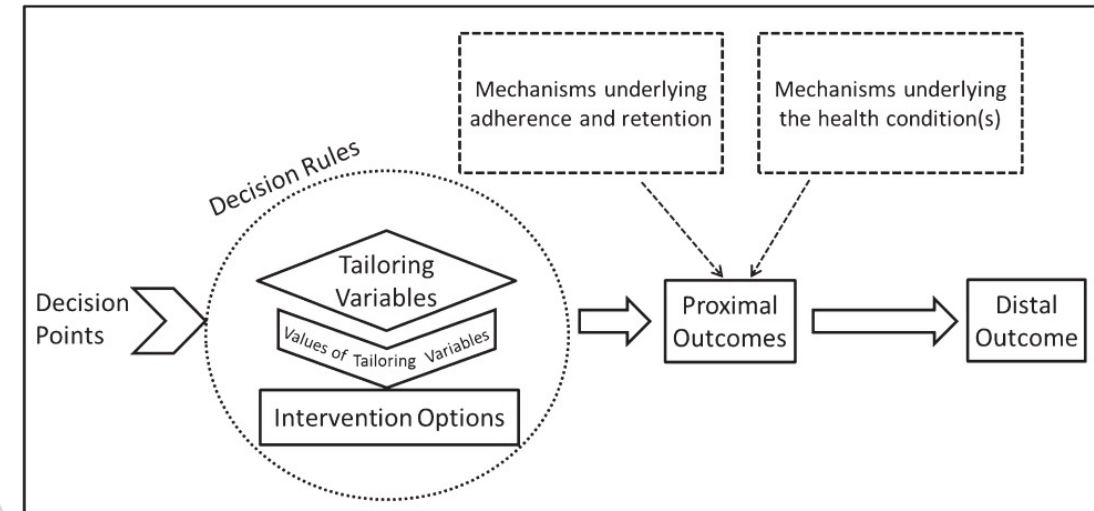 Mechanisms underlying
adherence and retention
Mechanisms underlying
the health condition(s)
Decision Rules
Decision
Points
Tailoring
Variables
Values of Tailoring Variables
Intervention Options
Proximal
Outcomes
Distal
Outcome